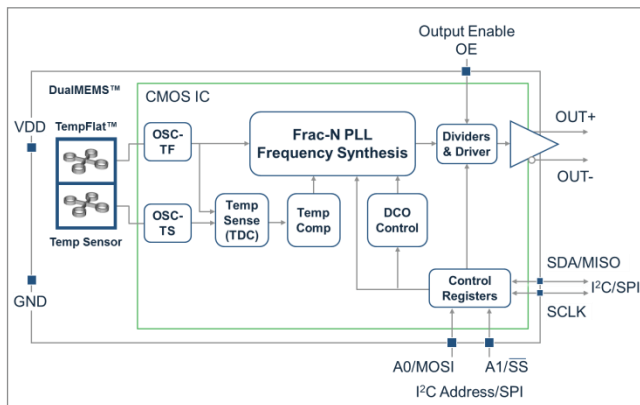 Output Enable
OE
DualMEMS™
CMOS IC
VDD
TempFlat™
OSC-
TF
Frac-N PLL
Frequency Synthesis
Dividers
& Driver
OUT+
OUT-
OSC-
TS
Temp
Sense
(TDC)
Temp
Comp
DCO
Control
Temp Sensor
GND
Control
Registers
SDA/MISO
I²C/SPI
SCLK
A0/MOSI
A1/S̅S̅
I²C Address/SPI